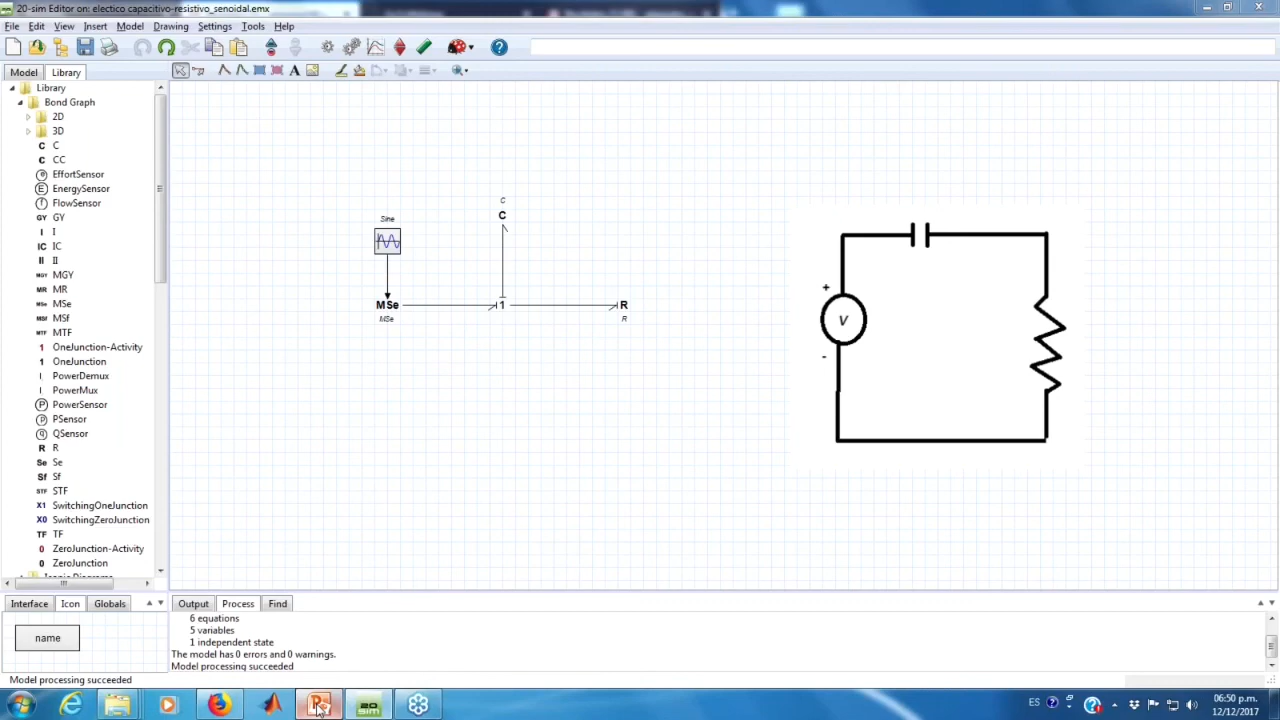 20-sim Editor on: electico capacitivo-resistivo_senoidal.emx
File Edit View Insert Model Drawing Settings Tools Help
Model Library
A
Library
Bond Graph
2D
3D
C C
C CC
e EffortSensor
E EnergySensor
f FlowSensor
GY GY
I I
IC IC
II II
MGY MGY
MR MR
MSe MSe
MSf MSf
MTF MTF
1 OneJunction-Activity
1 OneJunction
PowerDemux
PowerMux
P PowerSensor
p PSensor
q QSensor
R R
Se Se
Sf Sf
STF STF
X1 SwitchingOneJunction
X0 SwitchingZeroJunction
TF TF
0 ZeroJunction-Activity
0 ZeroJunction
Iconic Diagrams
C
C
Sine
MSe 1 R
MSe R
+
V
-
Interface Icon Globals
name
Output Process Find
6 equations
5 variables
1 independent state
The model has 0 errors and 0 warnings.
Model processing succeeded
Model processing succeeded
20SIM
ES
06:50 p.m.
12/12/2017